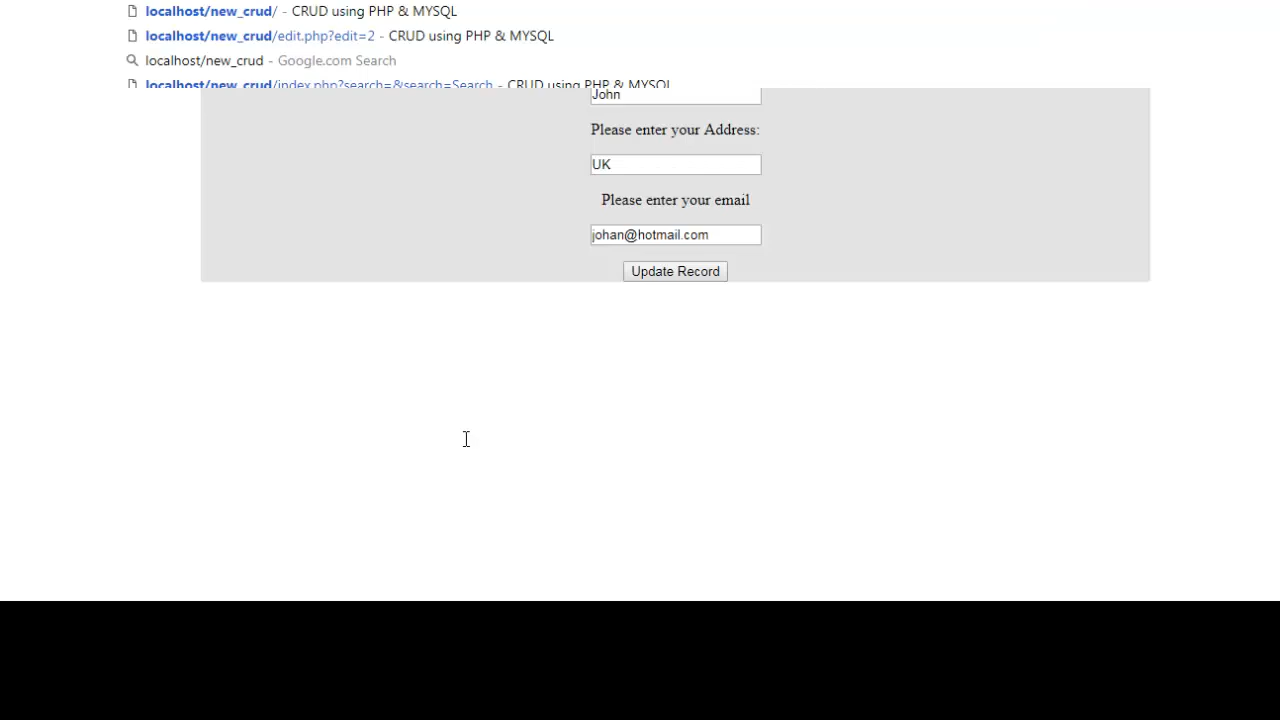 localhost/new_crud/ - CRUD using PHP & MYSQL
localhost/new_crud/edit.php?edit=2 - CRUD using PHP & MYSQL
localhost/new_crud - Google.com Search
localhost/new_crud/index.php?search=&search=Search - CRUD using PHP & MYSQL
John
Please enter your Address:
UK
Please enter your email
johan@hotmail.com
Update Record